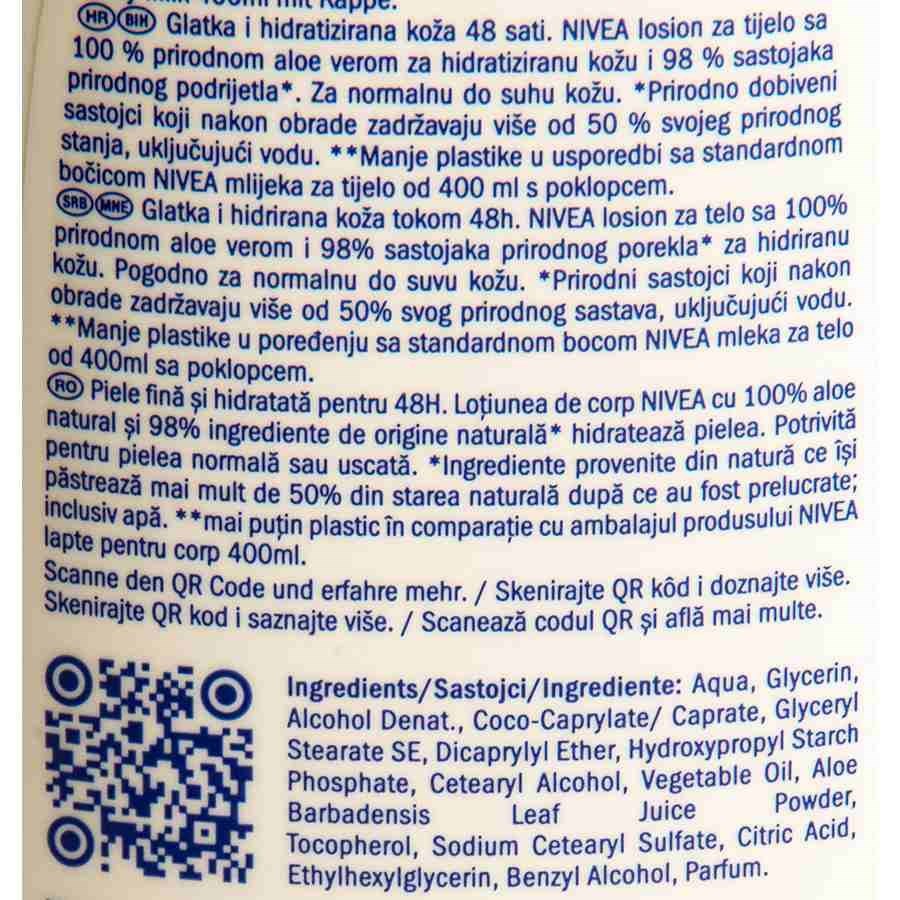 mit Kappe.
HR BIH Glatka i hidratizirana koža 48 sati. NIVEA losion za tijelo sa
100 % prirodnom aloe verom za hidratiziranu kožu i 98 % sastojaka
prirodnog podrijetla*. Za normalnu do suhu kožu. *Prirodno dobiveni
sastojci koji nakon obrade zadržavaju više od 50 % svojeg prirodnog
stanja, uključujući vodu. **Manje plastike u usporedbi sa standardnom
bočicom NIVEA mlijeka za tijelo od 400 ml s poklopcem.
SRB MNE Glatka i hidrirana koža tokom 48h. NIVEA losion za telo sa 100%
prirodnom aloe verom i 98% sastojaka prirodnog porekla* za hidriranu
kožu. Pogodno za normalnu do suvu kožu. *Prirodni sastojci koji nakon
obrade zadržavaju više od 50% svog prirodnog sastava, uključujući vodu.
**Manje plastike u poređenju sa standardnom bocom NIVEA mleka za telo
od 400ml sa poklopcem.
RO Piele fină și hidratată pentru 48H. Loțiunea de corp NIVEA cu 100% aloe
natural și 98% ingrediente de origine naturală* hidratează pielea. Potrivită
pentru pielea normală sau uscată. *Ingrediente provenite din natură ce își
păstrează mai mult de 50% din starea naturală după ce au fost prelucrate;
inclusiv apă. **mai puțin plastic în comparație cu ambalajul produsului NIVEA
lapte pentru corp 400ml.
Scanne den QR Code und erfahre mehr. / Skenirajte QR kôd i doznajte više.
Skenirajte QR kod i saznajte više. / Scanează codul QR și află mai multe.
Ingredients/Sastojci/Ingrediente: Aqua, Glycerin,
Alcohol Denat., Coco-Caprylate/ Caprate, Glyceryl
Stearate SE, Dicaprylyl Ether, Hydroxypropyl Starch
Phosphate, Cetearyl Alcohol, Vegetable Oil, Aloe
Barbadensis Leaf Juice Powder,
Tocopherol, Sodium Cetearyl Sulfate, Citric Acid,
Ethylhexylglycerin, Benzyl Alcohol, Parfum.